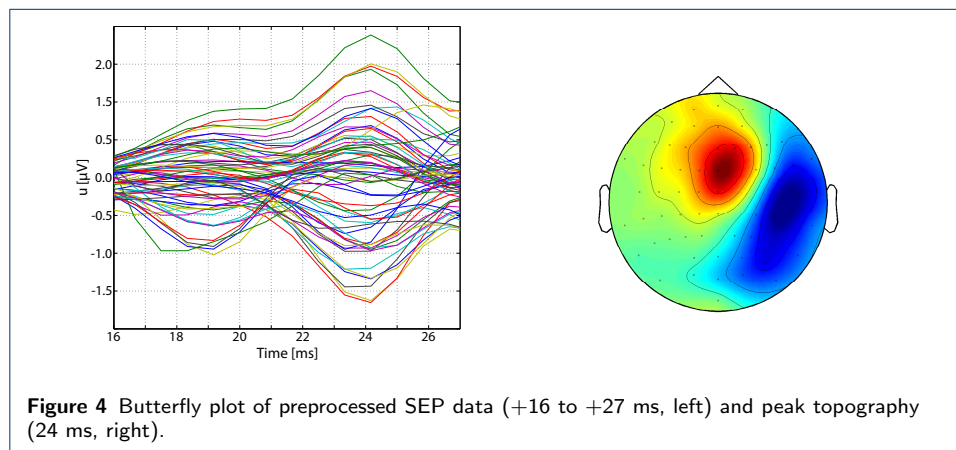 2.0
1.5
1.0
0.5
0.0
-0.5
-1.0
-1.5
u [µV]
16 18 20 22 24 26
Time [ms]
Figure 4 Butterfly plot of preprocessed SEP data (+16 to +27 ms, left) and peak topography
(24 ms, right).